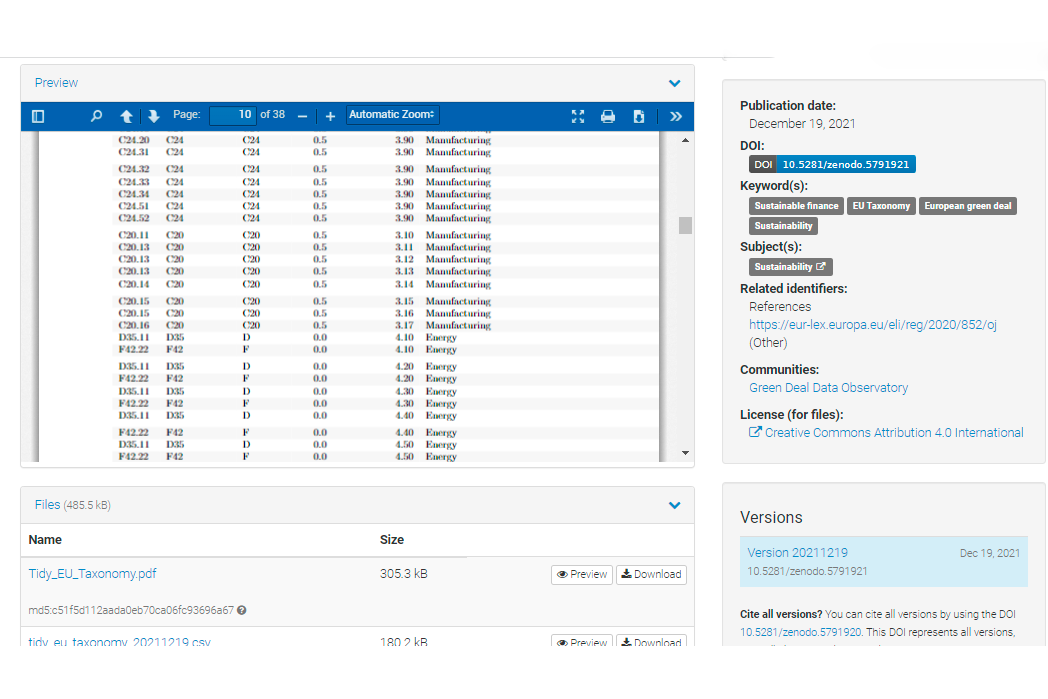 Preview
Page: 10 of 38 Automatic Zoom
C24.20 C24 C24 0.5 3.90 Manufacturing
C24.31 C24 C24 0.5 3.90 Manufacturing
C24.32 C24 C24 0.5 3.90 Manufacturing
C24.33 C24 C24 0.5 3.90 Manufacturing
C24.34 C24 C24 0.5 3.90 Manufacturing
C24.51 C24 C24 0.5 3.90 Manufacturing
C24.52 C24 C24 0.5 3.90 Manufacturing
C20.11 C20 C20 0.5 3.10 Manufacturing
C20.13 C20 C20 0.5 3.11 Manufacturing
C20.13 C20 C20 0.5 3.12 Manufacturing
C20.13 C20 C20 0.5 3.13 Manufacturing
C20.14 C20 C20 0.5 3.14 Manufacturing
C20.15 C20 C20 0.5 3.15 Manufacturing
C20.15 C20 C20 0.5 3.16 Manufacturing
C20.16 C20 C20 0.5 3.17 Manufacturing
D35.11 D35 D 0.0 4.10 Energy
F42.22 F42 F 0.0 4.10 Energy
D35.11 D35 D 0.0 4.20 Energy
F42.22 F42 F 0.0 4.20 Energy
D35.11 D35 D 0.0 4.30 Energy
F42.22 F42 F 0.0 4.30 Energy
D35.11 D35 D 0.0 4.40 Energy
F42.22 F42 F 0.0 4.40 Energy
D35.11 D35 D 0.0 4.50 Energy
F42.22 F42 F 0.0 4.50 Energy
Files (485.5 kB)
Name Size
Tidy_EU_Taxonomy.pdf 305.3 kB Preview Download
md5:c51f5d112aada0eb70ca06fc93696a67
tidy_eu_taxonomy_20211219.csv 180.2 kB Preview Download
Publication date:
December 19, 2021
DOI:
DOI 10.5281/zenodo.5791921
Keyword(s):
Sustainable finance EU Taxonomy European green deal
Sustainability
Subject(s):
Sustainability
Related identifiers:
References
https://eur-lex.europa.eu/eli/reg/2020/852/oj
(Other)
Communities:
Green Deal Data Observatory
License (for files):
Creative Commons Attribution 4.0 International
Versions
Version 20211219 Dec 19, 2021
10.5281/zenodo.5791921
Cite all versions? You can cite all versions by using the DOI
10.5281/zenodo.5791920. This DOI represents all versions,